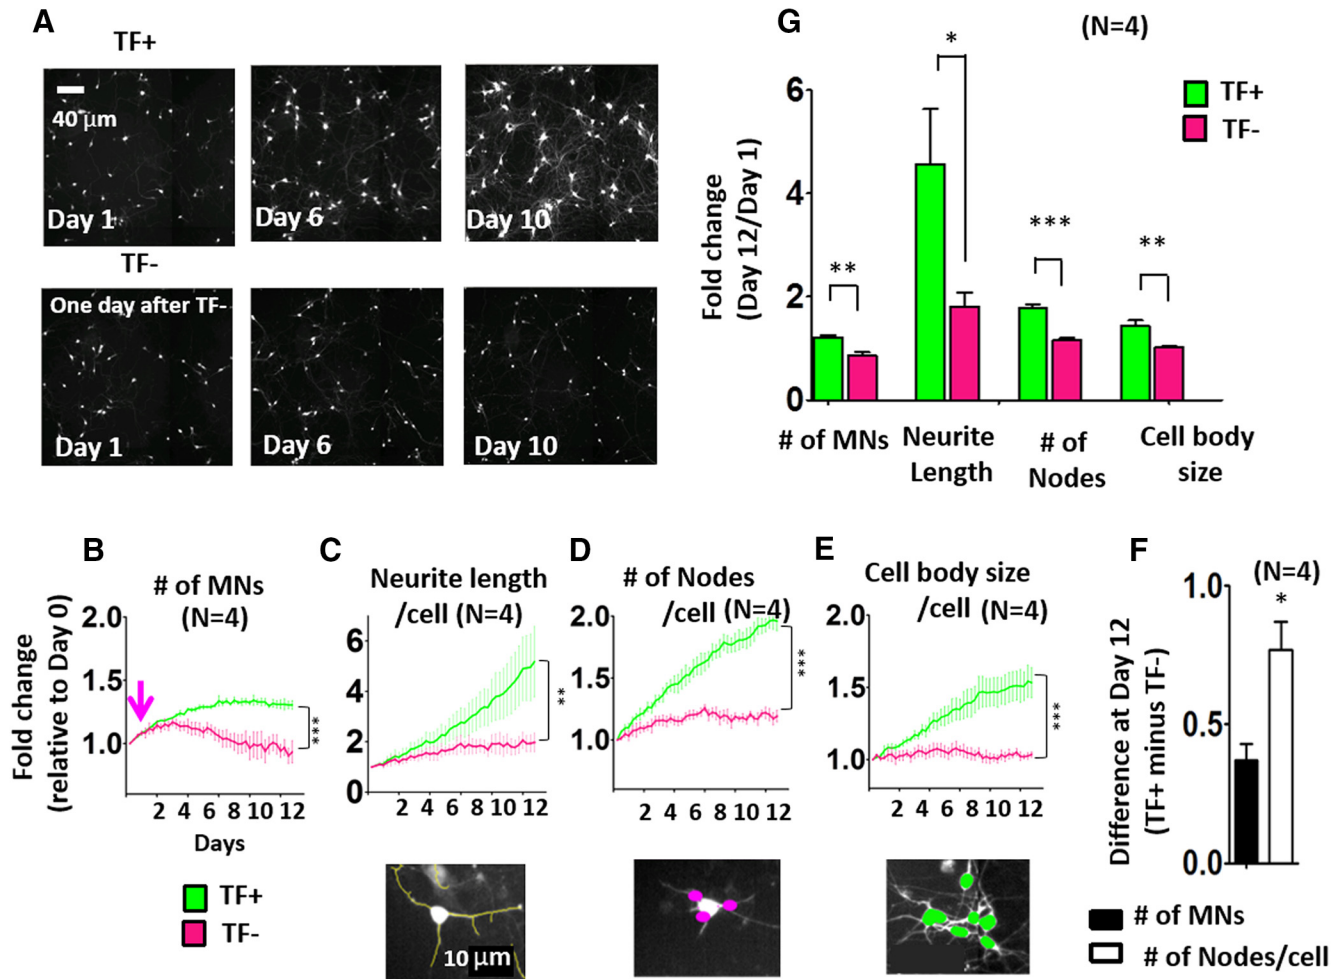 A
TF+
40 µm
Day 1
Day 6
Day 10
TF-
One day after TF-
Day 1
Day 6
Day 10
G
(N=4)
TF+
TF-
Fold change
(Day 12/Day 1)
6
4
2
0
**
*
***
**
# of MNs
Neurite
Length
# of
Nodes
Cell body
size
B
# of MNs
(N=4)
Fold change
(relative to Day 0)
2.0
1.5
1.0
***
2 4 6 8 10 12
Days
TF+
TF-
C
Neurite length
/cell (N=4)
6
4
2
0
**
2 4 6 8 10 12
10 µm
D
# of Nodes
/cell (N=4)
2.0
1.0
***
2 4 6 8 10 12
E
Cell body size
/cell (N=4)
2.0
1.5
1.0
***
2 4 6 8 10 12
F
(N=4)
*
Difference at Day 12
(TF+ minus TF-)
1.0
0.5
0.0
# of MNs
# of Nodes/cell